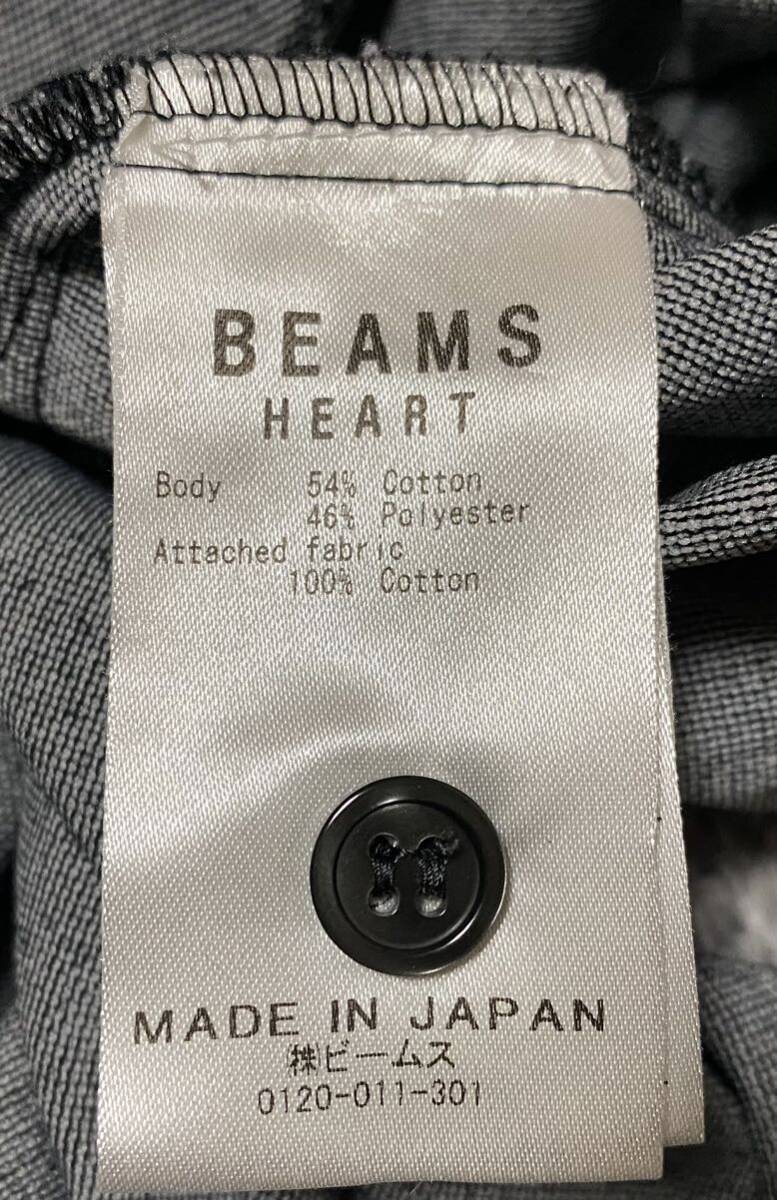 BEAMS
HEART
Body 54% Cotton
46% Polyester
Attached fabric
100% Cotton
MADE IN JAPAN
㈱ビームス
0120-011-301